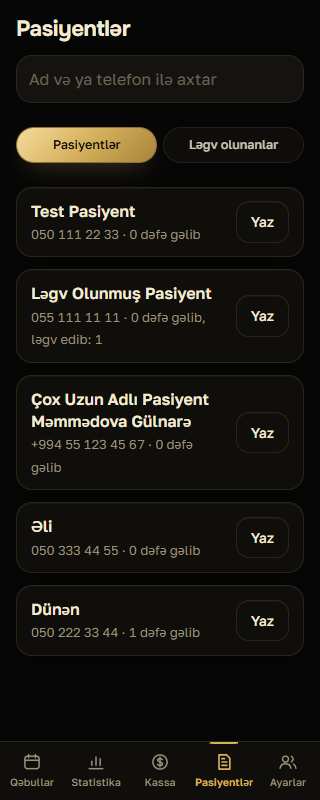 Pasiyentlər
Ad və ya telefon ilə axtar
Pasiyentlər
Ləğv olunanlar
Test Pasiyent
050 111 22 33 · 0 dəfə gəlib
Yaz
Ləğv Olunmuş Pasiyent
055 111 11 11 · 0 dəfə gəlib,
ləğv edib: 1
Yaz
Çox Uzun Adlı Pasiyent
Məmmədova Gülnarə
+994 55 123 45 67 · 0 dəfə
gəlib
Yaz
Əli
050 333 44 55 · 0 dəfə gəlib
Yaz
Dünən
050 222 33 44 · 1 dəfə gəlib
Yaz
Qəbullar
Statistika
Kassa
Pasiyentlər
Ayarlar